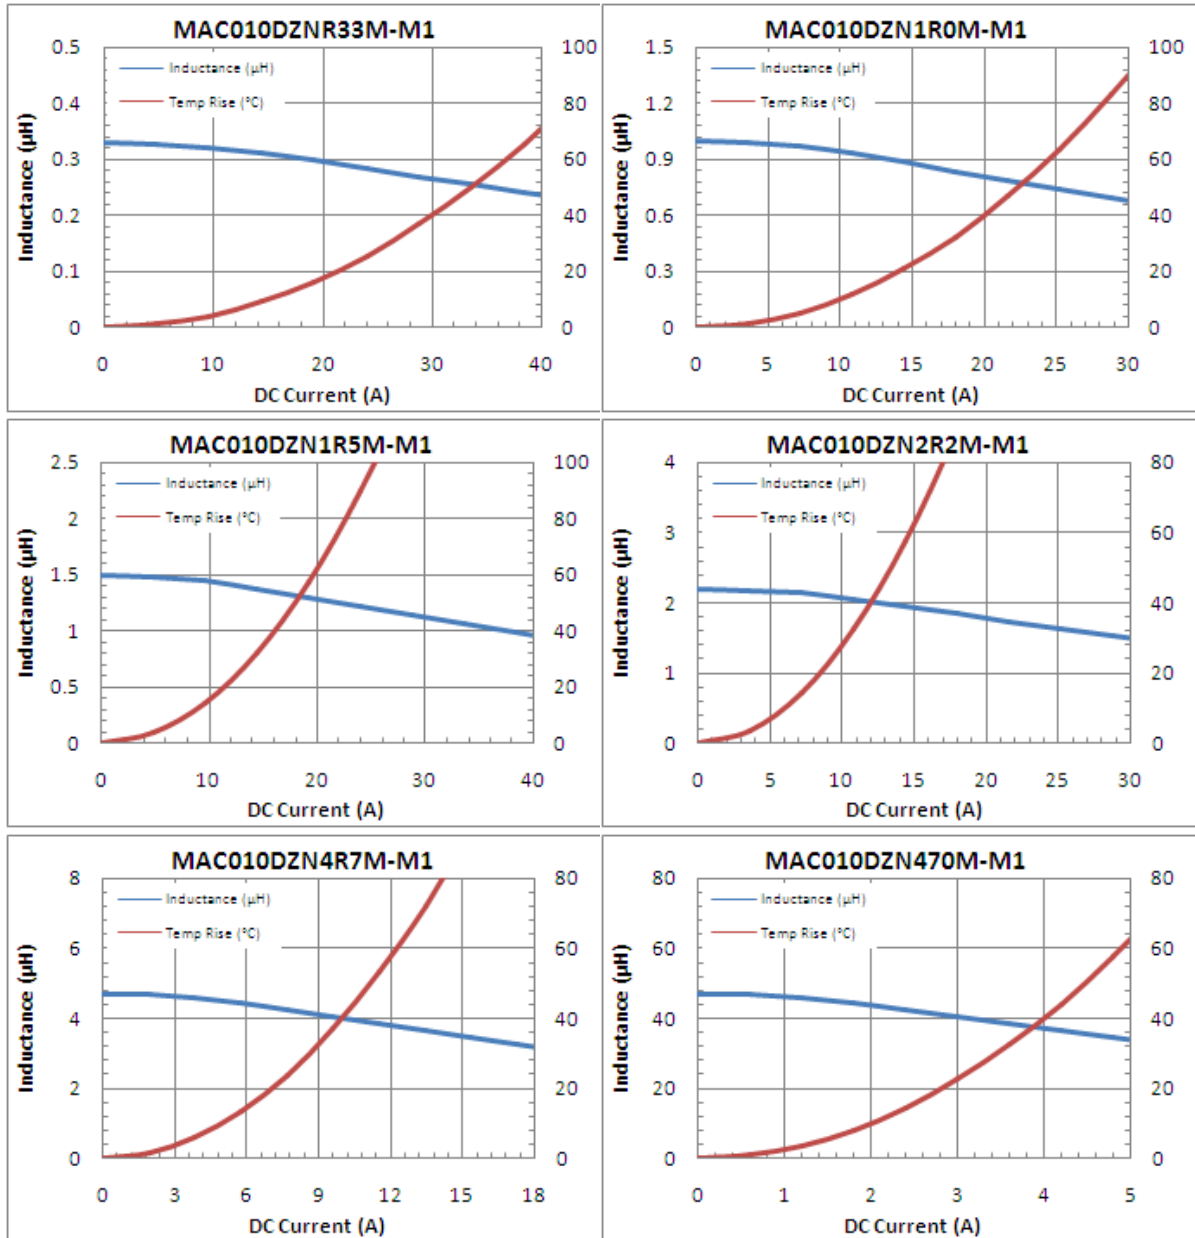 MAC010DZNR33M-M1
Inductance (µH)
Temp Rise (°C)
Inductance (µH)
0.5
0.4
0.3
0.2
0.1
0
100
80
60
40
20
0
0 10 20 30 40
DC Current (A)
MAC010DZN1R0M-M1
Inductance (µH)
Temp Rise (°C)
Inductance (µH)
1.5
1.2
0.9
0.6
0.3
0
100
80
60
40
20
0
0 5 10 15 20 25 30
DC Current (A)
MAC010DZN1R5M-M1
Inductance (µH)
Temp Rise (°C)
Inductance (µH)
2.5
2
1.5
1
0.5
0
100
80
60
40
20
0
0 10 20 30 40
DC Current (A)
MAC010DZN2R2M-M1
Inductance (µH)
Temp Rise (°C)
Inductance (µH)
4
3
2
1
0
80
60
40
20
0
0 5 10 15 20 25 30
DC Current (A)
MAC010DZN4R7M-M1
Inductance (µH)
Temp Rise (°C)
Inductance (µH)
8
6
4
2
0
80
60
40
20
0
0 3 6 9 12 15 18
DC Current (A)
MAC010DZN470M-M1
Inductance (µH)
Temp Rise (°C)
Inductance (µH)
80
60
40
20
0
80
60
40
20
0
0 1 2 3 4 5
DC Current (A)